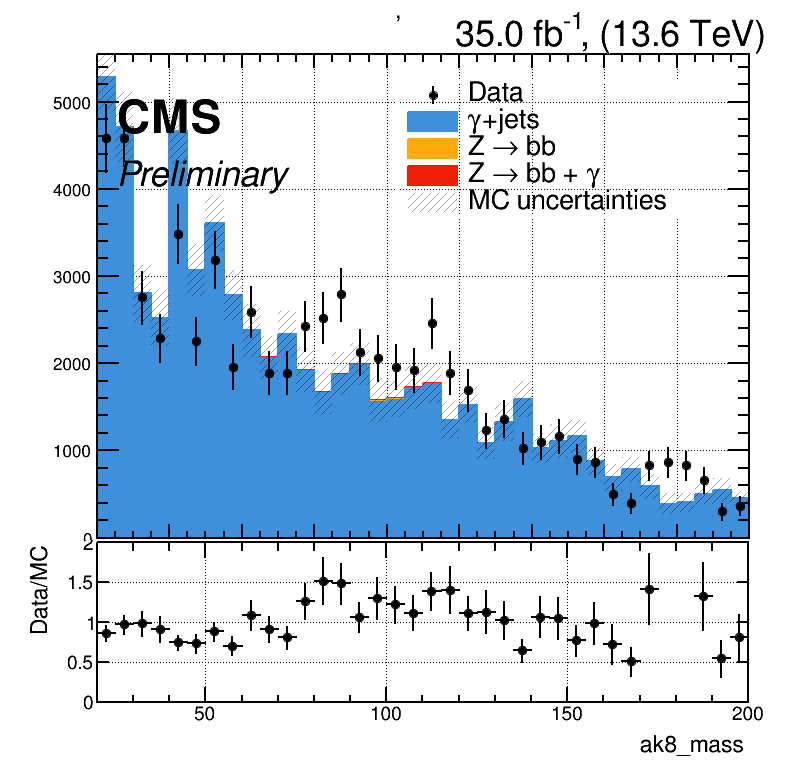 ,
35.0 fb-1, (13.6 TeV)
CMS
Preliminary
Data
γ+jets
Z → bb
Z → bb + γ
MC uncertainties
5000
4000
3000
2000
1000
0
Data/MC
2
1.5
1
0.5
0
50
100
150
200
ak8_mass